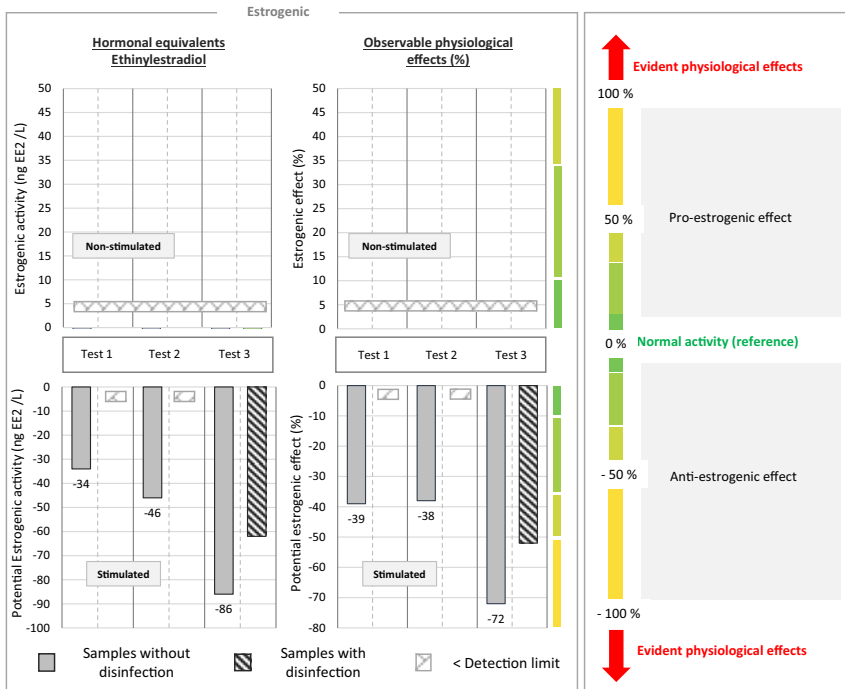 Estrogenic
Hormonal equivalents
Ethinylestradiol
Estrogenic activity (ng EE2 /L)
50
45
40
35
30
25
20
15
10
5
0
Non-stimulated
Test 1
Test 2
Test 3
Potential Estrogenic activity (ng EE2 /L)
0
-10
-20
-30
-40
-50
-60
-70
-80
-90
-100
-34
-46
-86
Stimulated
Observable physiological
effects (%)
Estrogenic effect (%)
50
45
40
35
30
25
20
15
10
5
0
Non-stimulated
Test 1
Test 2
Test 3
Potential estrogenic effect (%)
0
-10
-20
-30
-40
-50
-60
-70
-80
-39
-38
-72
Stimulated
Samples without
disinfection
Samples with
disinfection
< Detection limit
Evident physiological effects
100 %
50 %
Pro-estrogenic effect
0 %
Normal activity (reference)
- 50 %
Anti-estrogenic effect
- 100 %
Evident physiological effects